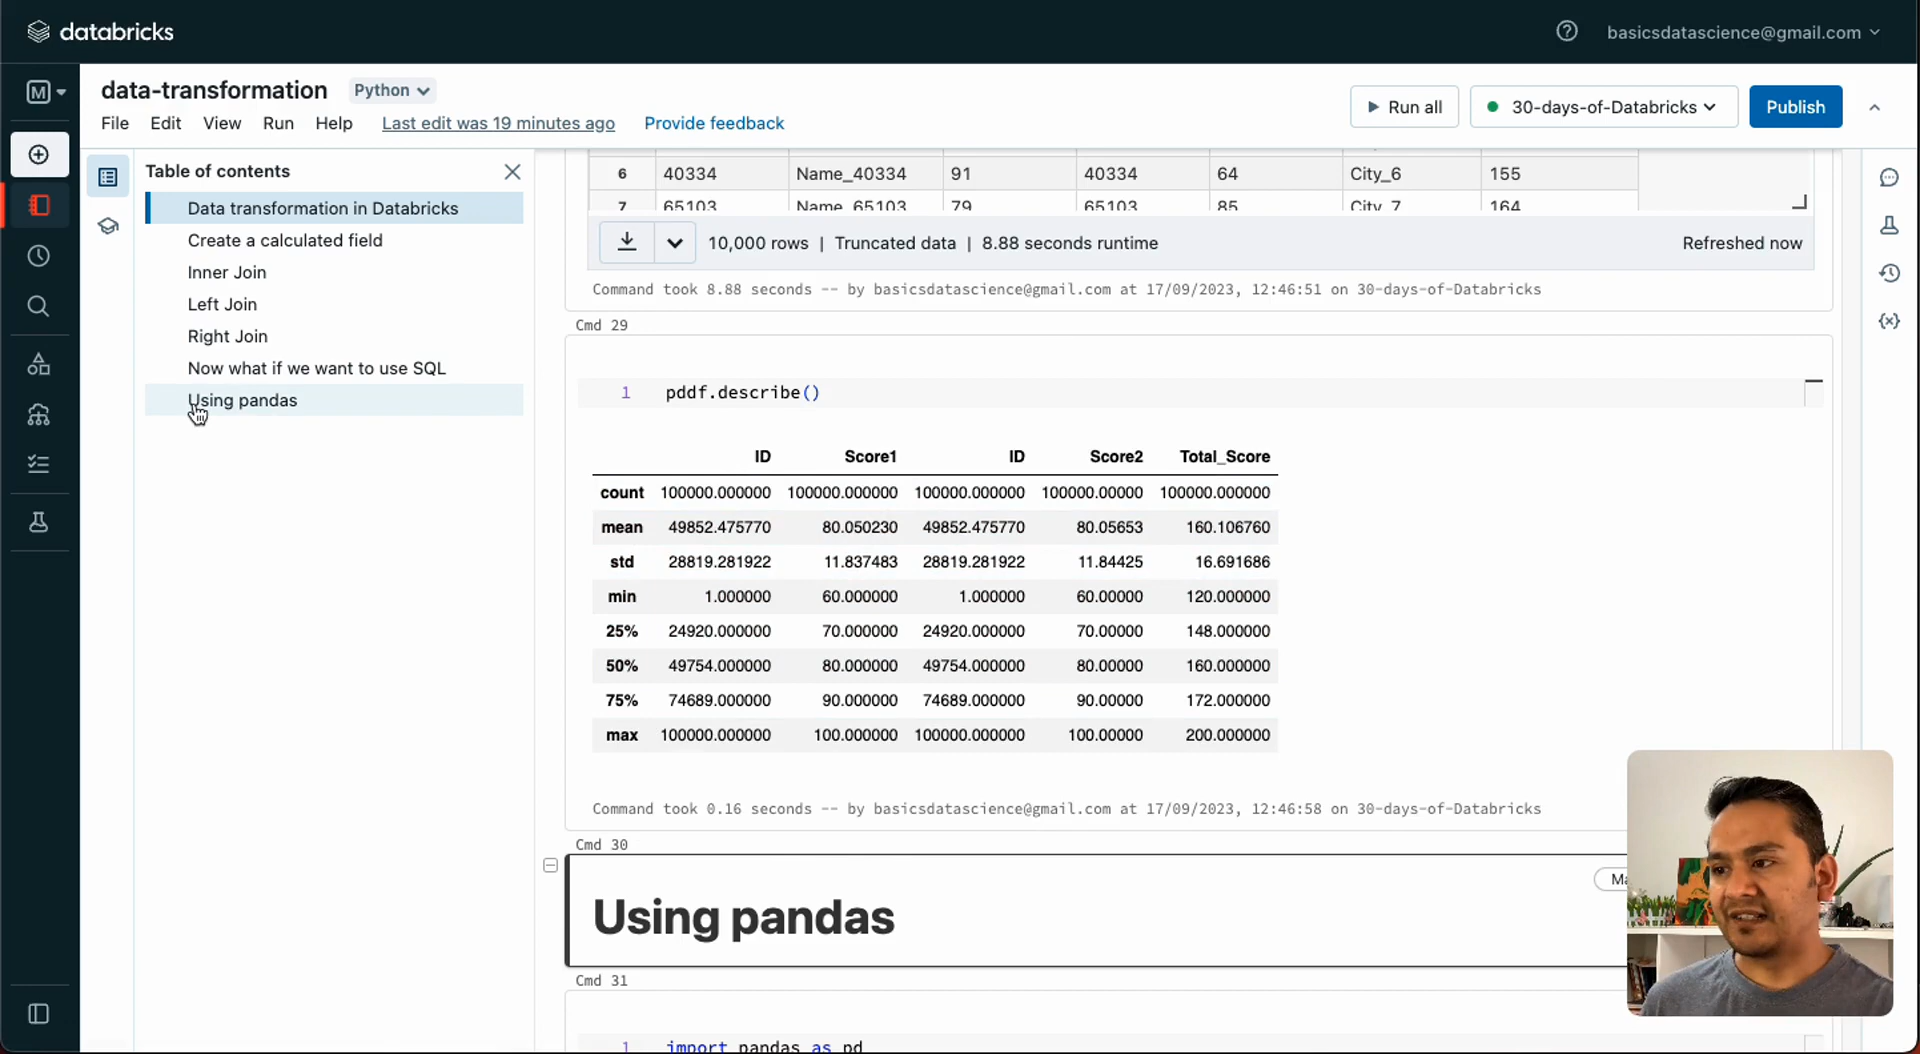 databricks
basicsdatascience@gmail.com
M
data-transformation
Python
Run all
30-days-of-Databricks
Publish
File Edit View Run Help Last edit was 19 minutes ago Provide feedback
Table of contents
Data transformation in Databricks
Create a calculated field
Inner Join
Left Join
Right Join
Now what if we want to use SQL
Using pandas
6 40334 Name_40334 91 40334 64 City_6 155
7 65103 Name_65103 79 65103 85 City_7 164
10,000 rows | Truncated data | 8.88 seconds runtime Refreshed now
Command took 8.88 seconds -- by basicsdatascience@gmail.com at 17/09/2023, 12:46:51 on 30-days-of-Databricks
Cmd 29
1 pddf.describe()
ID Score1 ID Score2 Total_Score
count 100000.000000 100000.000000 100000.000000 100000.00000 100000.000000
mean 49852.475770 80.050230 49852.475770 80.05653 160.106760
std 28819.281922 11.837483 28819.281922 11.84425 16.691686
min 1.000000 60.000000 1.000000 60.00000 120.000000
25% 24920.000000 70.000000 24920.000000 70.00000 148.000000
50% 49754.000000 80.000000 49754.000000 80.00000 160.000000
75% 74689.000000 90.000000 74689.000000 90.00000 172.000000
max 100000.000000 100.000000 100000.000000 100.00000 200.000000
Command took 0.16 seconds -- by basicsdatascience@gmail.com at 17/09/2023, 12:46:58 on 30-days-of-Databricks
Cmd 30
Using pandas
Cmd 31
1 import pandas as pd